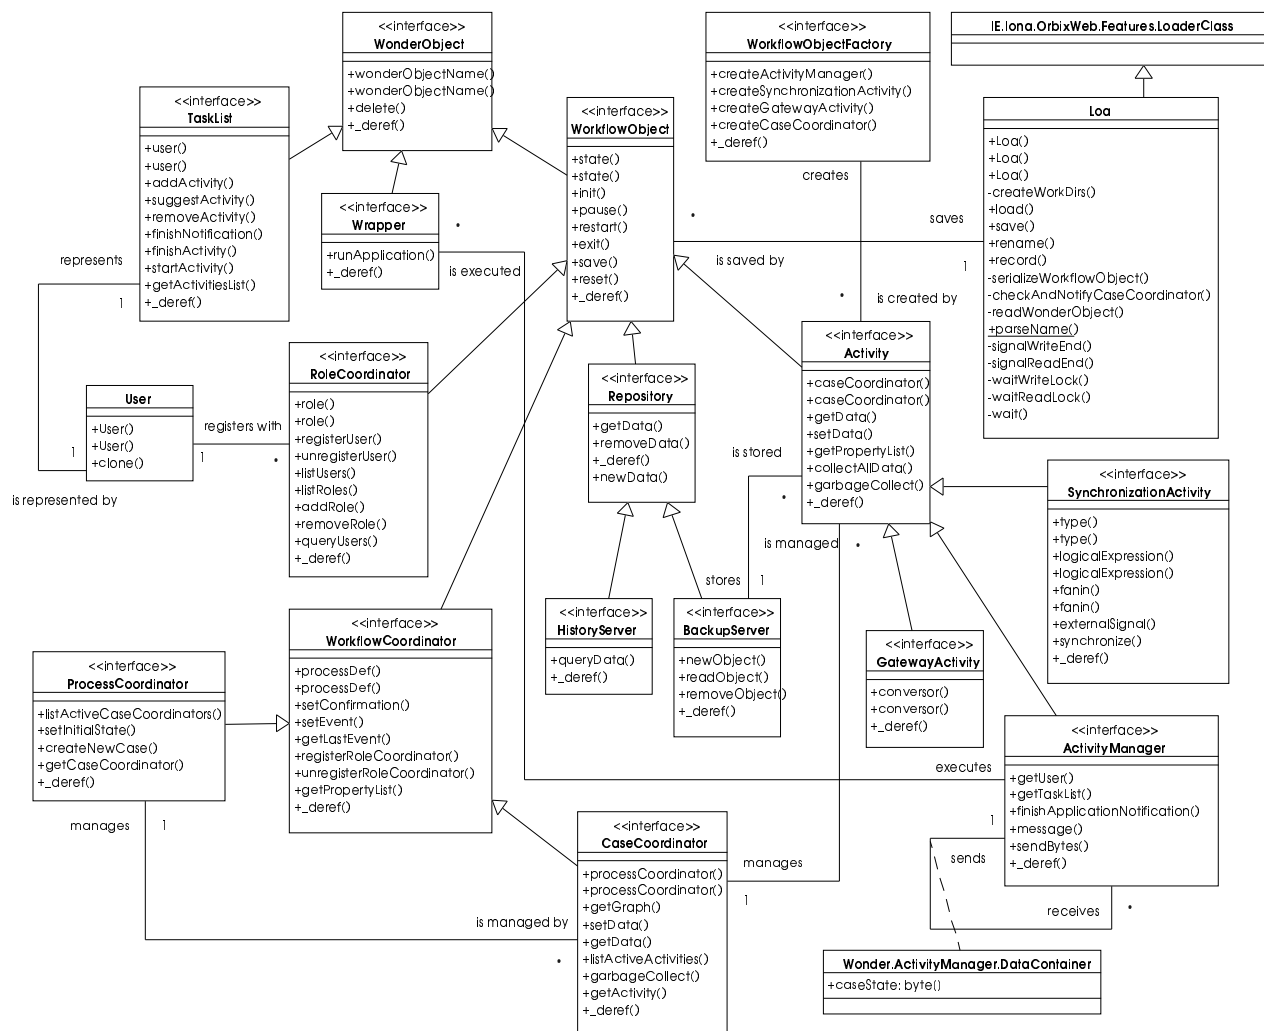 <<interface>>
WonderObject
+wonderObjectName()
+wonderObjectName()
+delete()
+_deref()
<<interface>>
WorkflowObjectFactory
+createActivityManager()
+createSynchronizationActivity()
+createGatewayActivity()
+createCaseCoordinator()
+_deref()
IE.Iona.OrbixWeb.Features.LoaderClass
<<interface>>
TaskList
+user()
+user()
+addActivity()
+suggestActivity()
+removeActivity()
+finishNotification()
+finishActivity()
+startActivity()
+getActivitiesList()
+_deref()
<<interface>>
WorkflowObject
+state()
+state()
+init()
+pause()
+restart()
+exit()
+save()
+reset()
+_deref()
Loa
+Loa()
+Loa()
+Loa()
-createWorkDirs()
+load()
+save()
+rename()
+record()
-serializeWorkflowObject()
-checkAndNotifyCaseCoordinator()
-readWonderObject()
+parseName()
-signalWriteEnd()
-signalReadEnd()
-waitWriteLock()
-waitReadLock()
-wait()
<<interface>>
Wrapper
+runApplication()
+_deref()
*
is executed
creates
*
saves
is saved by
1
*
is created by
represents
1
<<interface>>
Activity
+caseCoordinator()
+caseCoordinator()
+getData()
+setData()
+getPropertyList()
+collectAllData()
+garbageCollect()
+_deref()
<<interface>>
RoleCoordinator
+role()
+role()
+registerUser()
+unregisterUser()
+listUsers()
+listRoles()
+addRole()
+removeRole()
+queryUsers()
+_deref()
<<interface>>
Repository
+getData()
+removeData()
+_deref()
+newData()
User
+User()
+User()
+clone()
registers with
1
*
1
is represented by
is stored
*
is managed
*
stores
1
<<interface>>
SynchronizationActivity
+type()
+type()
+logicalExpression()
+logicalExpression()
+fanin()
+fanin()
+externalSignal()
+synchronize()
+_deref()
<<interface>>
HistoryServer
+queryData()
+_deref()
<<interface>>
BackupServer
+newObject()
+readObject()
+removeObject()
+_deref()
<<interface>>
WorkflowCoordinator
+processDef()
+processDef()
+setConfirmation()
+setEvent()
+getLastEvent()
+registerRoleCoordinator()
+unregisterRoleCoordinator()
+getPropertyList()
+_deref()
<<interface>>
GatewayActivity
+conversor()
+conversor()
+_deref()
<<interface>>
ProcessCoordinator
+listActiveCaseCoordinators()
+setInitialState()
+createNewCase()
+getCaseCoordinator()
+_deref()
<<interface>>
ActivityManager
+getUser()
+getTaskList()
+finishApplicationNotification()
+message()
+sendBytes()
+_deref()
executes
1
manages
1
<<interface>>
CaseCoordinator
+processCoordinator()
+processCoordinator()
+getGraph()
+setData()
+getData()
+listActiveActivities()
+garbageCollect()
+getActivity()
+_deref()
manages
1
sends
receives
*
is managed by
*
Wonder.ActivityManager.DataContainer
+caseState: byte()